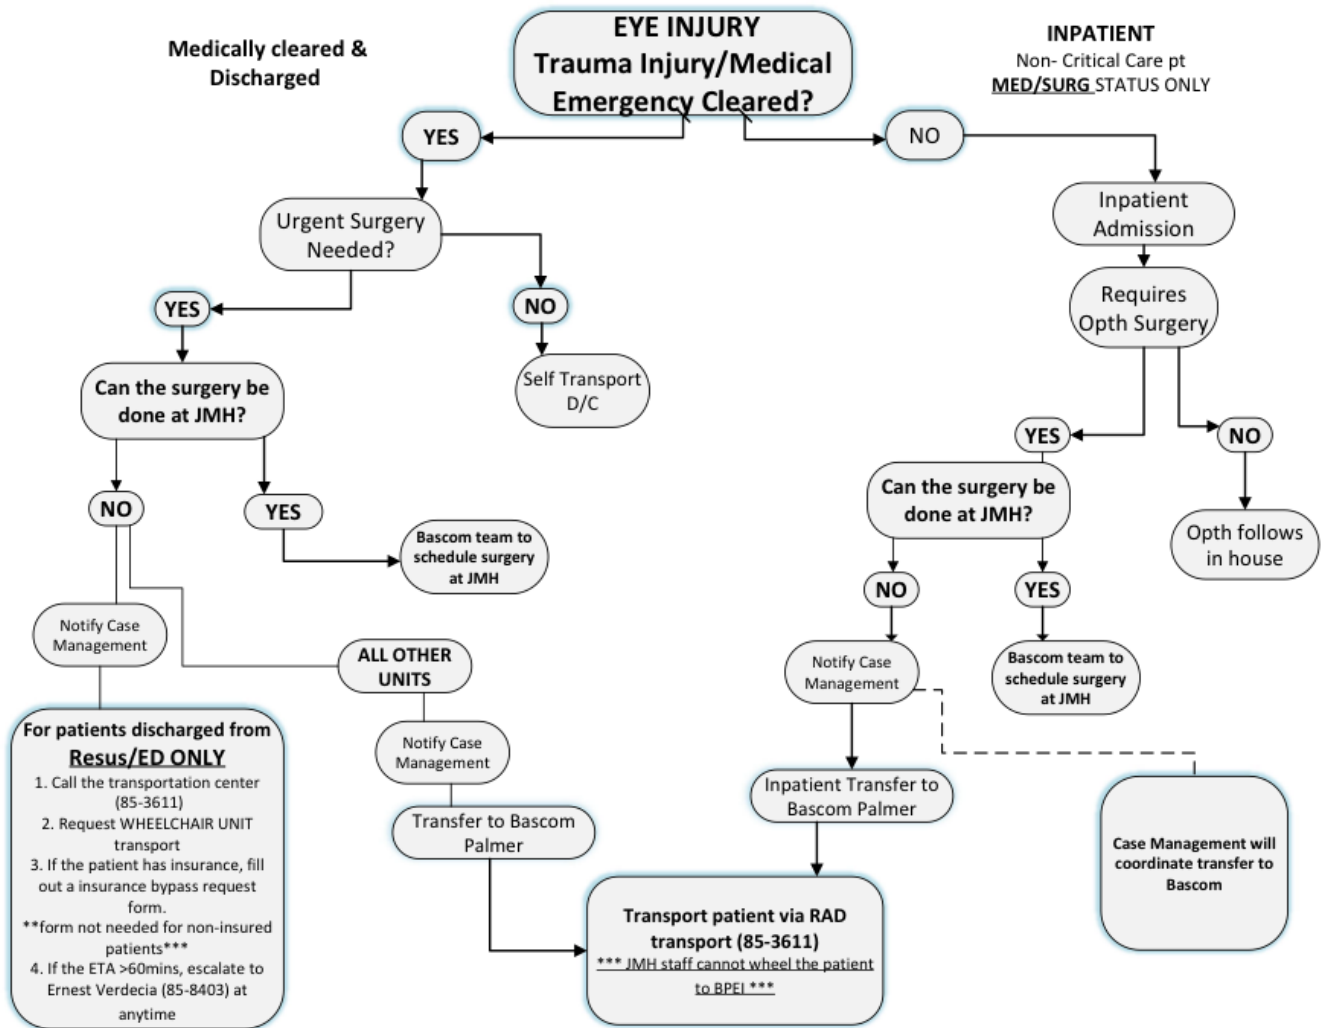 EYE INJURY
Trauma Injury/Medical
Emergency Cleared?
Medically cleared &
Discharged
INPATIENT
Non- Critical Care pt
MED/SURG STATUS ONLY
YES
NO
Urgent Surgery
Needed?
Inpatient
Admission
YES
NO
Requires
Opth Surgery
Can the surgery be
done at JMH?
Self Transport
D/C
YES
NO
NO
YES
Can the surgery be
done at JMH?
Opth follows
in house
Bascom team to
schedule surgery
at JMH
NO
YES
Notify Case
Management
ALL OTHER
UNITS
Notify Case
Management
Bascom team to
schedule surgery
at JMH
For patients discharged from
Resus/ED ONLY
1. Call the transportation center
(85-3611)
2. Request WHEELCHAIR UNIT
transport
3. If the patient has insurance, fill
out a insurance bypass request
form.
**form not needed for non-insured
patients***
4. If the ETA >60mins, escalate to
Ernest Verdecia (85-8403) at
anytime
Notify Case
Management
Transfer to Bascom
Palmer
Inpatient Transfer to
Bascom Palmer
Case Management will
coordinate transfer to
Bascom
Transport patient via RAD
transport (85-3611)
*** JMH staff cannot wheel the patient
to BPEI ***